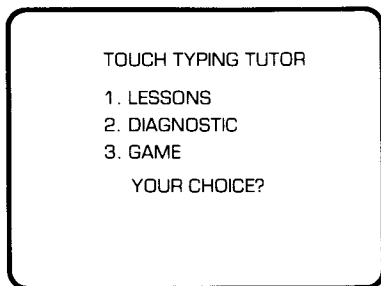 TOUCH TYPING TUTOR
1. LESSONS
2. DIAGNOSTIC
3. GAME
YOUR CHOICE?